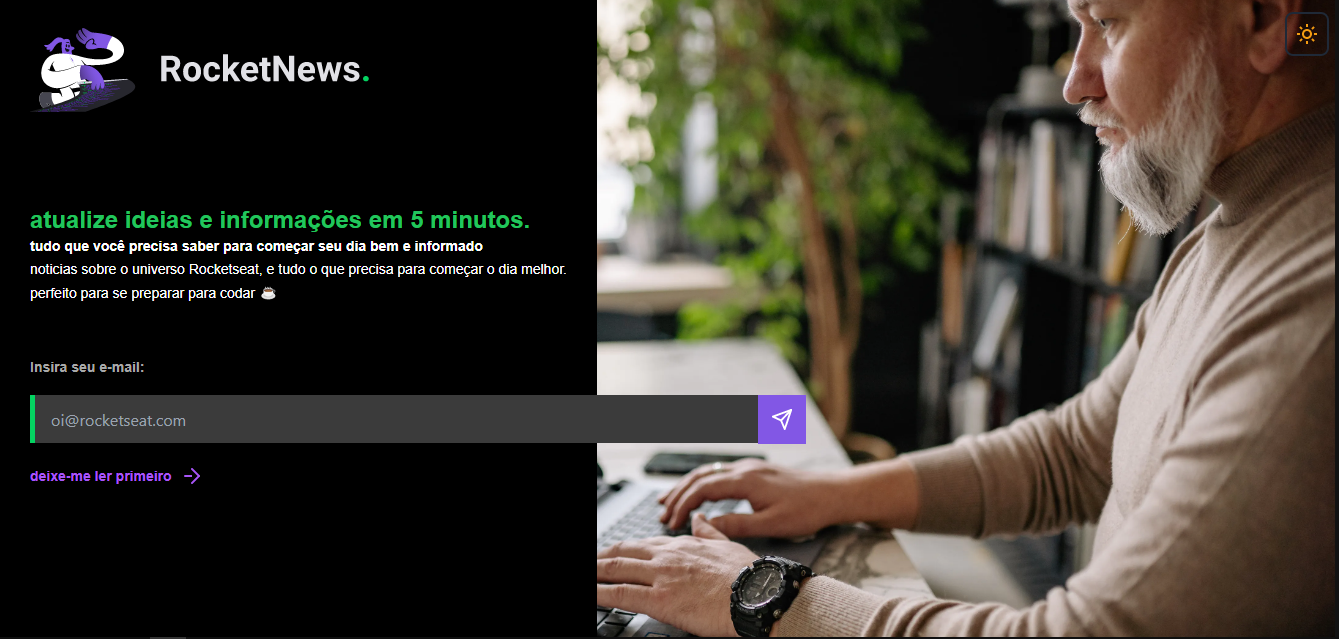 RocketNews.
atualize ideias e informações em 5 minutos.
tudo que você precisa saber para começar seu dia bem e informado
noticias sobre o universo Rocketseat, e tudo o que precisa para começar o dia melhor.
perfeito para se preparar para codar ☕
Insira seu e-mail:
oi@rocketseat.com
deixe-me ler primeiro